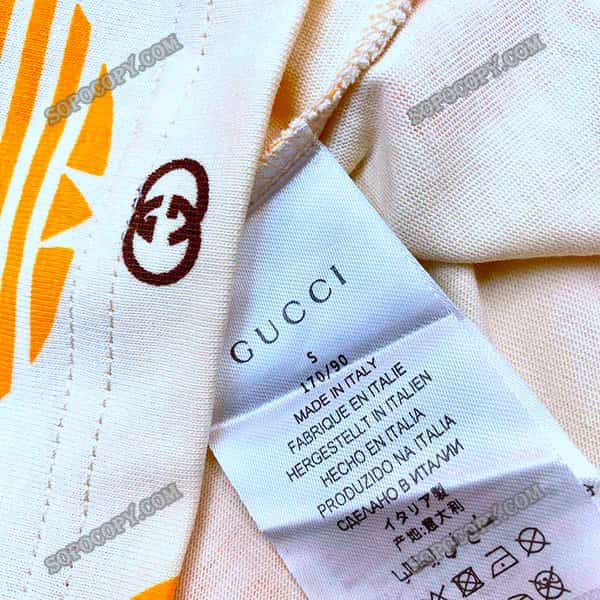 SOPOCOPY.COM
SOPOCOPY.COM
GUCCI
S
170/90
MADE IN ITALY
FABRIQUE EN ITALIE
HERGESTELLT IN ITALIEN
HECHO EN ITALIA
PRODUZIDO NA ITALIA
СДЕЛАНО В ИТАЛИИ
イタリア製
产地:意大利
SOPOCOPY.COM
SOPOCOPY.COM